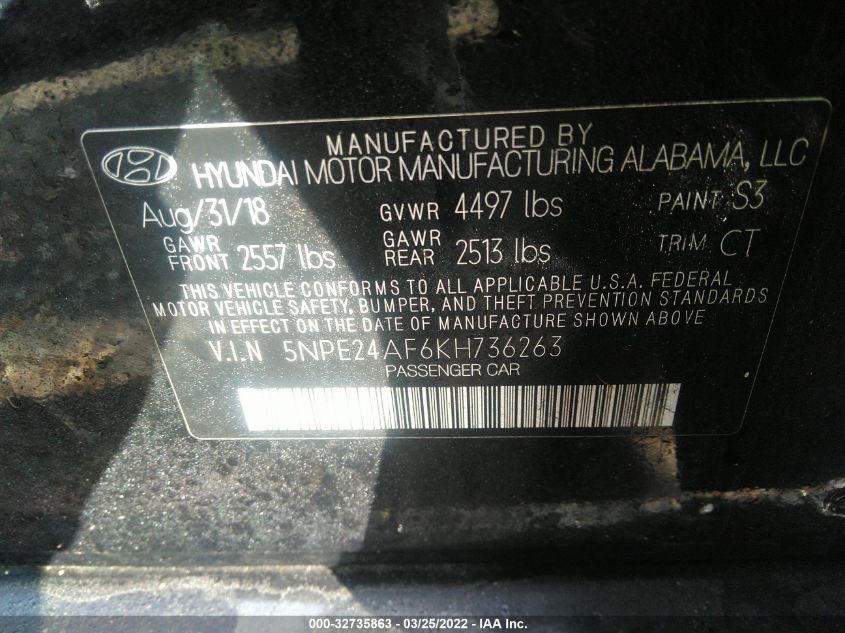 MANUFACTURED BY
HYUNDAI MOTOR MANUFACTURING ALABAMA, LLC
Aug/31/18 GVWR 4497 lbs PAINT S3
GAWR FRONT 2557 lbs GAWR REAR 2513 lbs TRIM CT
THIS VEHICLE CONFORMS TO ALL APPLICABLE U.S.A. FEDERAL
MOTOR VEHICLE SAFETY, BUMPER, AND THEFT PREVENTION STANDARDS
IN EFFECT ON THE DATE OF MANUFACTURE SHOWN ABOVE
V.I.N 5NPE24AF6KH736263
PASSENGER CAR
000-32735863 - 03/25/2022 - IAA Inc.